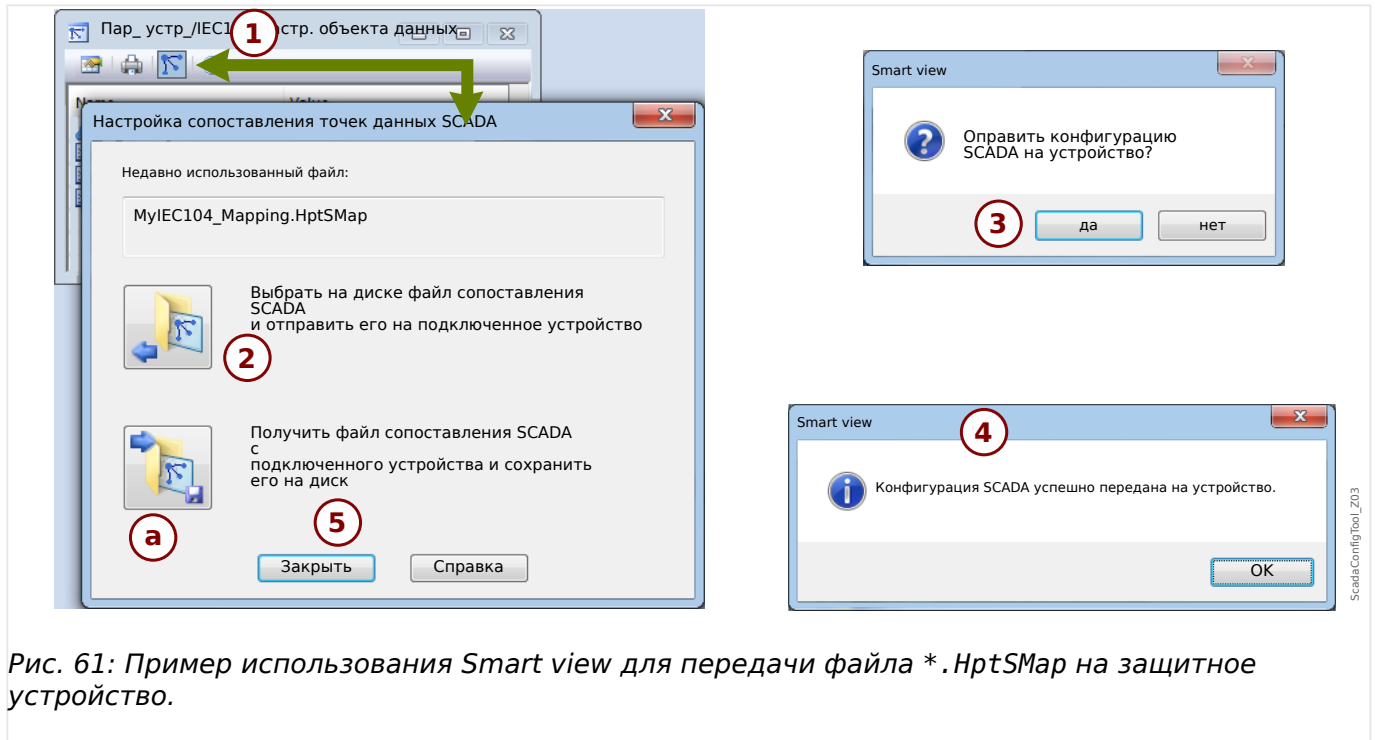 Пар_ устр_/IEC1
стр. объекта данных
1
Name
Value
Настройка сопоставления точек данных SCADA
Недавно использованный файл:
MyIEC104_Mapping.HptSMap
Выбрать на диске файл сопоставления
SCADA
и отправить его на подключенное устройство
2
Получить файл сопоставления SCADA
с
подключенного устройства и сохранить
его на диск
a
5
Закрыть
Справка
Smart view
Оправить конфигурацию
SCADA на устройство?
3
да
нет
Smart view
4
Конфигурация SCADA успешно передана на устройство.
OK
ScadaConfigTool_Z03
Рис. 61: Пример использования Smart view для передачи файла *.HptSMap на защитное
устройство.